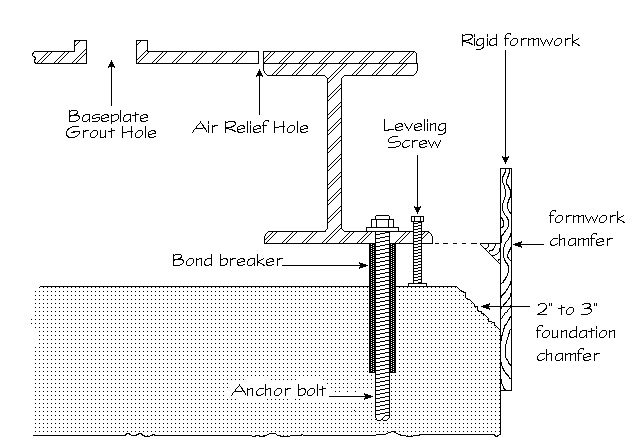 Rigid formwork
Baseplate
Grout Hole
Air Relief Hole
Leveling
Screw
formwork
chamfer
Bond breaker
2" to 3"
foundation
chamfer
Anchor bolt